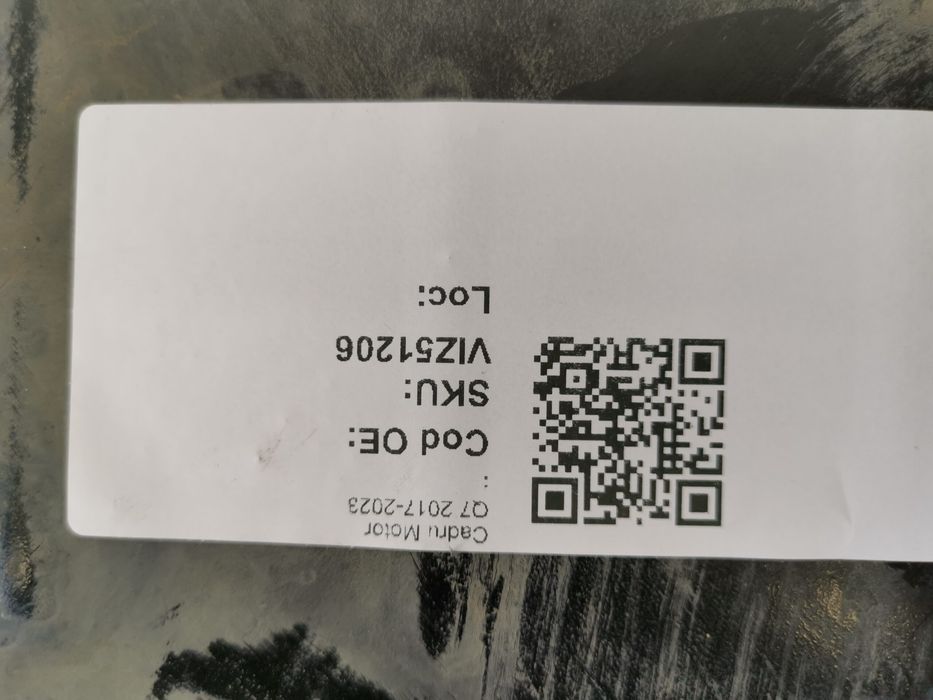 Cadru Motor
Q7 2017-2023
:
Cod OE:
SKU:
VIZ51206
Loc: